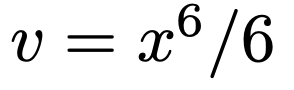 v = x^6/6